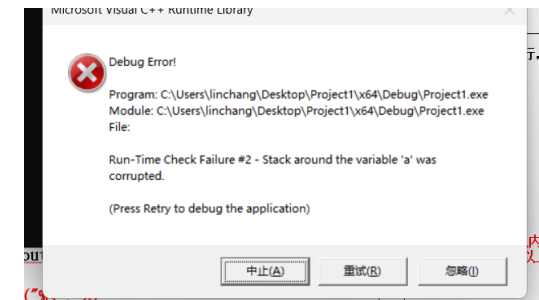 Microsoft Visual C++ Runtime Library
Debug Error!
Program: C:\Users\linchang\Desktop\Project1\x64\Debug\Project1.exe
Module: C:\Users\linchang\Desktop\Project1\x64\Debug\Project1.exe
File:
Run-Time Check Failure #2 - Stack around the variable 'a' was
corrupted.
(Press Retry to debug the application)
中止(A)
重试(R)
忽略(I)